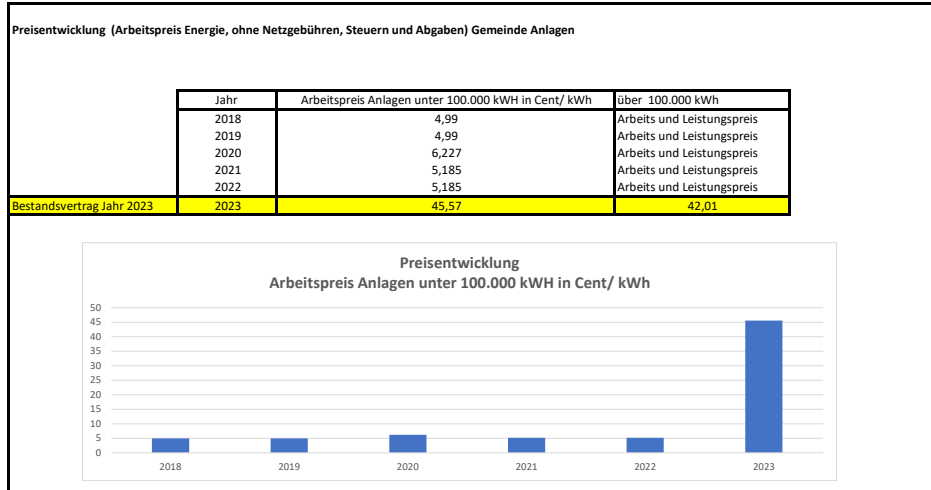 Preisentwicklung (Arbeitspreis Energie, ohne Netzgebühren, Steuern und Abgaben) Gemeinde Anlagen
Jahr Arbeitspreis Anlagen unter 100.000 kWH in Cent/ kWh über 100.000 kWh
2018 4,99 Arbeits und Leistungspreis
2019 4,99 Arbeits und Leistungspreis
2020 6,227 Arbeits und Leistungspreis
2021 5,185 Arbeits und Leistungspreis
2022 5,185 Arbeits und Leistungspreis
Bestandsvertrag Jahr 2023 2023 45,57 42,01
Preisentwicklung
Arbeitspreis Anlagen unter 100.000 kWH in Cent/ kWh
50
45
40
35
30
25
20
15
10
5
0
2018 2019 2020 2021 2022 2023